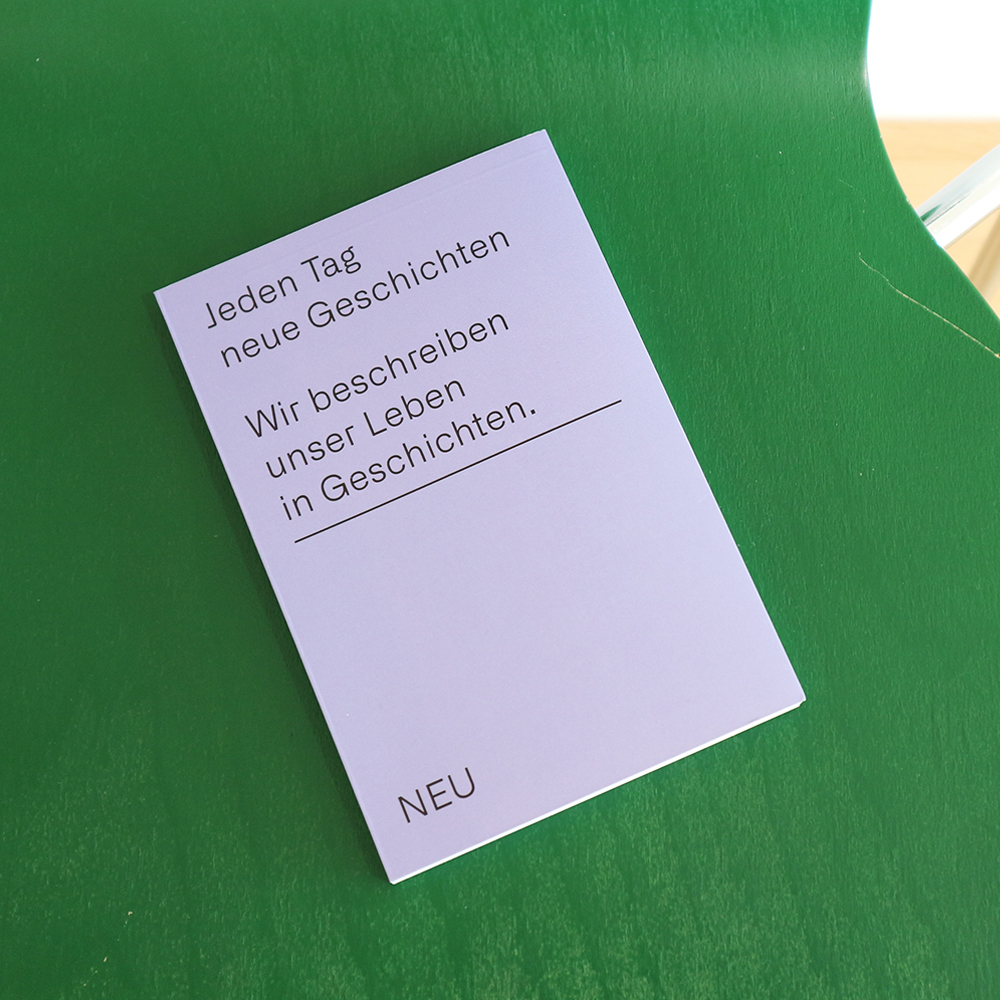 Jeden Tag
neue Geschichten
Wir beschreiben
unser Leben
in Geschichten.
NEU